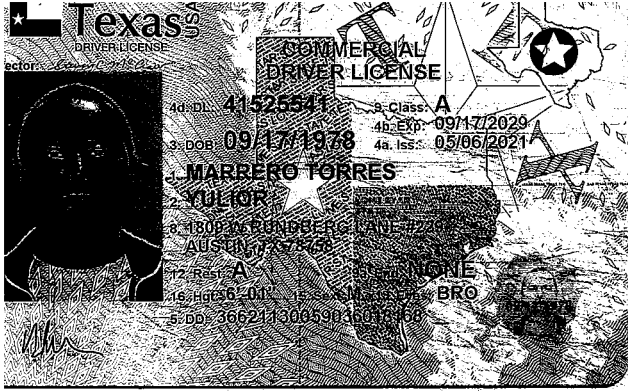 Texas USA
DRIVER LICENSE
COMMERCIAL
DRIVER LICENSE
4d. DL: 41525541 9. Class: A
4b. Exp: 09/17/2029
3. DOB: 09/17/1978 4a. Iss: 05/06/2021
1. MARRERO TORRES
2. YULIOR
8. W RUNDBERG LANE
AUSTIN, TX 78758
12. Rest: A NONE
16. Hgt: 6'-01" 15. Sex: M BRO
5. DD: